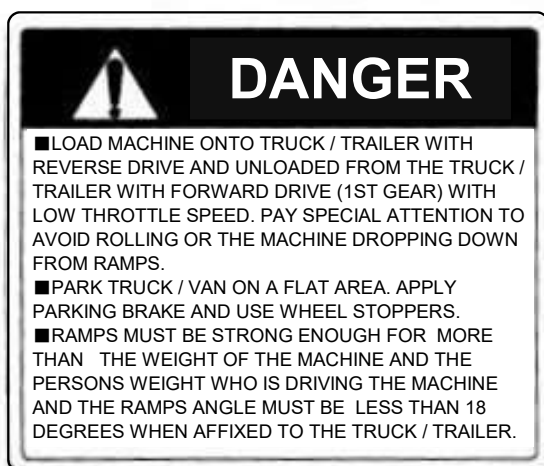 DANGER
■LOAD MACHINE ONTO TRUCK / TRAILER WITH
REVERSE DRIVE AND UNLOADED FROM THE TRUCK /
TRAILER WITH FORWARD DRIVE (1ST GEAR) WITH
LOW THROTTLE SPEED. PAY SPECIAL ATTENTION TO
AVOID ROLLING OR THE MACHINE DROPPING DOWN
FROM RAMPS.
■PARK TRUCK / VAN ON A FLAT AREA. APPLY
PARKING BRAKE AND USE WHEEL STOPPERS.
■RAMPS MUST BE STRONG ENOUGH FOR MORE
THAN THE WEIGHT OF THE MACHINE AND THE
PERSONS WEIGHT WHO IS DRIVING THE MACHINE
AND THE RAMPS ANGLE MUST BE LESS THAN 18
DEGREES WHEN AFFIXED TO THE TRUCK / TRAILER.